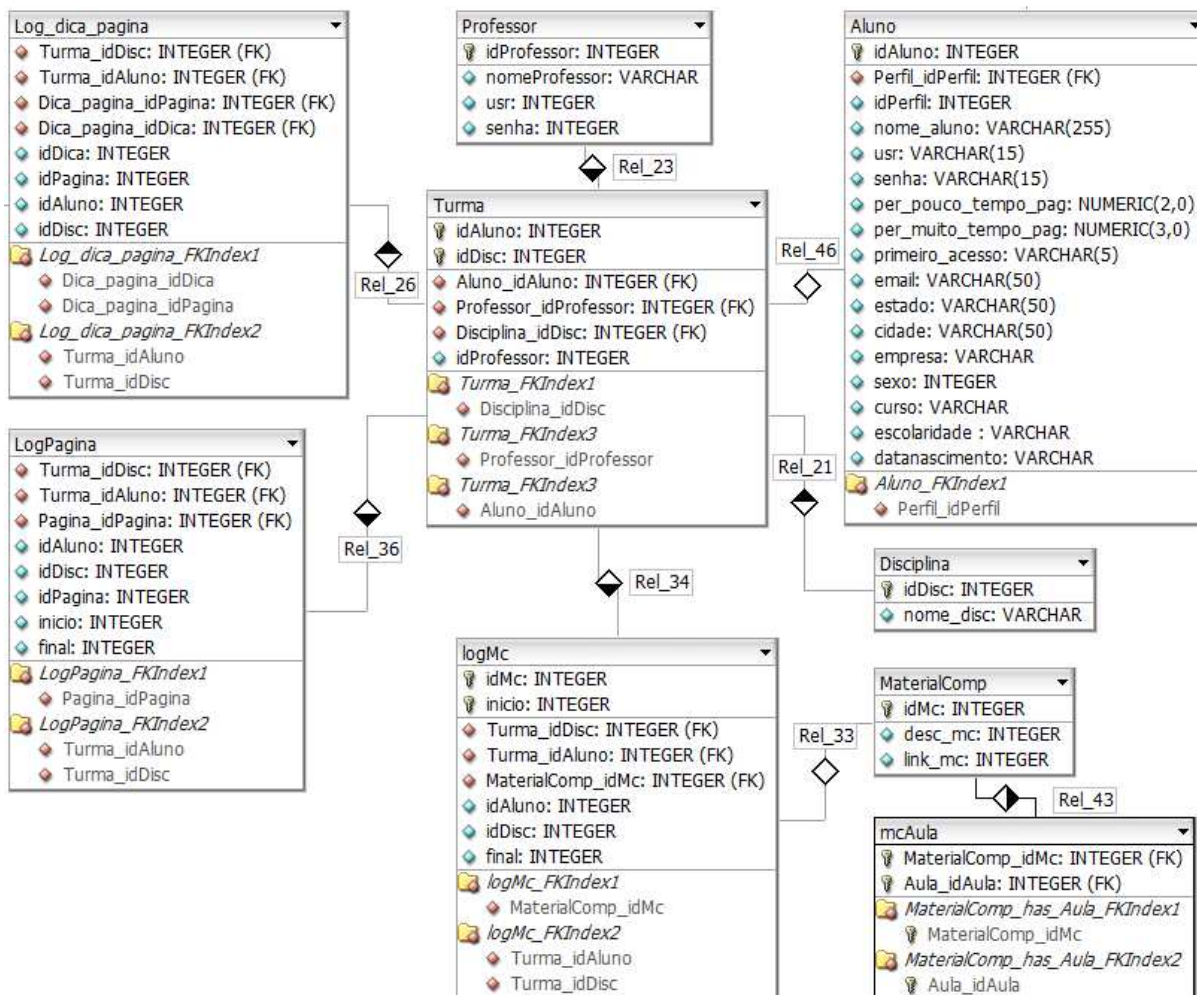 Log_dica_pagina
Turma_idDisc: INTEGER (FK)
Turma_idAluno: INTEGER (FK)
Dica_pagina_idPagina: INTEGER (FK)
Dica_pagina_idDica: INTEGER (FK)
idDica: INTEGER
idPagina: INTEGER
idAluno: INTEGER
idDisc: INTEGER
Log_dica_pagina_FKIndex1
Dica_pagina_idDica
Dica_pagina_idPagina
Log_dica_pagina_FKIndex2
Turma_idAluno
Turma_idDisc
Professor
idProfessor: INTEGER
nomeProfessor: VARCHAR
usr: INTEGER
senha: INTEGER
Rel_23
Aluno
idAluno: INTEGER
Perfil_idPerfil: INTEGER (FK)
idPerfil: INTEGER
nome_aluno: VARCHAR(255)
usr: VARCHAR(15)
senha: VARCHAR(15)
per_pouco_tempo_pag: NUMERIC(2,0)
per_muito_tempo_pag: NUMERIC(3,0)
primeiro_acesso: VARCHAR(5)
email: VARCHAR(50)
estado: VARCHAR(50)
cidade: VARCHAR(50)
empresa: VARCHAR
sexo: INTEGER
curso: VARCHAR
escolaridade : VARCHAR
datanascimento: VARCHAR
Aluno_FKIndex1
Perfil_idPerfil
Rel_26
Turma
idAluno: INTEGER
idDisc: INTEGER
Aluno_idAluno: INTEGER (FK)
Professor_idProfessor: INTEGER (FK)
Disciplina_idDisc: INTEGER (FK)
idProfessor: INTEGER
Turma_FKIndex1
Disciplina_idDisc
Turma_FKIndex3
Professor_idProfessor
Turma_FKIndex3
Aluno_idAluno
Rel_46
Rel_21
LogPagina
Turma_idDisc: INTEGER (FK)
Turma_idAluno: INTEGER (FK)
Pagina_idPagina: INTEGER (FK)
idAluno: INTEGER
idDisc: INTEGER
idPagina: INTEGER
inicio: INTEGER
final: INTEGER
LogPagina_FKIndex1
Pagina_idPagina
LogPagina_FKIndex2
Turma_idAluno
Turma_idDisc
Rel_36
Rel_34
Disciplina
idDisc: INTEGER
nome_disc: VARCHAR
logMc
idMc: INTEGER
inicio: INTEGER
Turma_idDisc: INTEGER (FK)
Turma_idAluno: INTEGER (FK)
MaterialComp_idMc: INTEGER (FK)
idAluno: INTEGER
idDisc: INTEGER
final: INTEGER
logMc_FKIndex1
MaterialComp_idMc
logMc_FKIndex2
Turma_idAluno
Turma_idDisc
Rel_33
MaterialComp
idMc: INTEGER
desc_mc: INTEGER
link_mc: INTEGER
Rel_43
mcAula
MaterialComp_idMc: INTEGER (FK)
Aula_idAula: INTEGER (FK)
MaterialComp_has_Aula_FKIndex1
MaterialComp_idMc
MaterialComp_has_Aula_FKIndex2
Aula_idAula